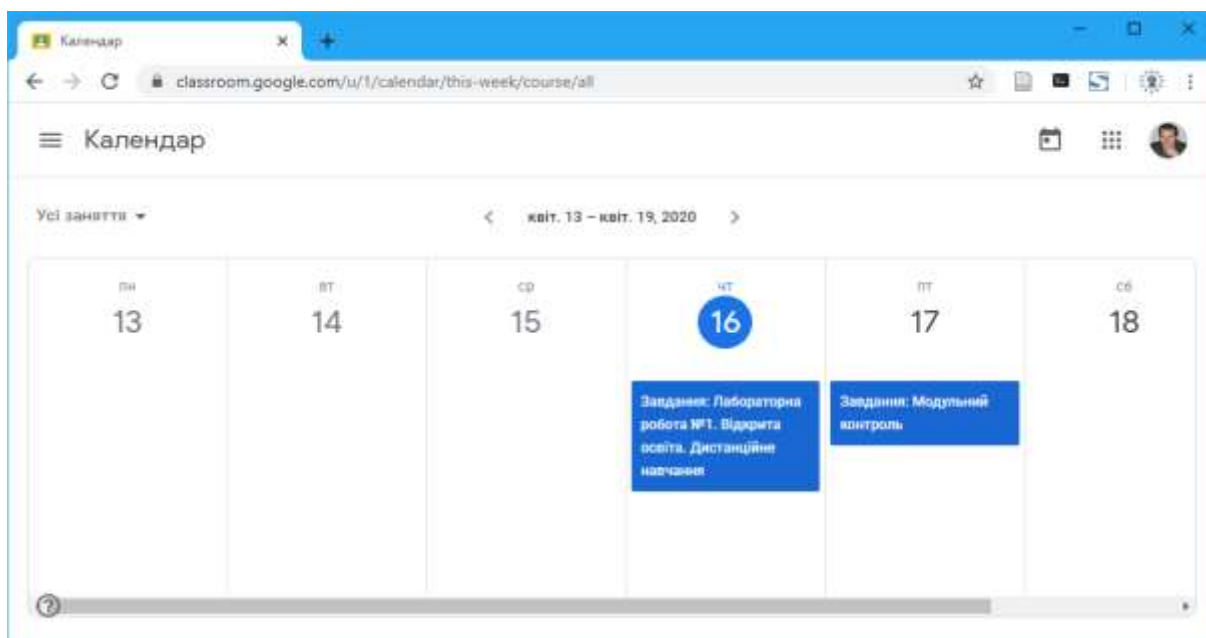 Календар
classroom.google.com/u/1/calendar/this-week/course/all
Календар
Усі заняття
квіт. 13 – квіт. 19, 2020
пн вт ср чт пт сб
13 14 15 16 17 18
Завдання: Лабораторна
робота №1. Відкрита
освіта. Дистанційне
навчання
Завдання: Модульний
контроль